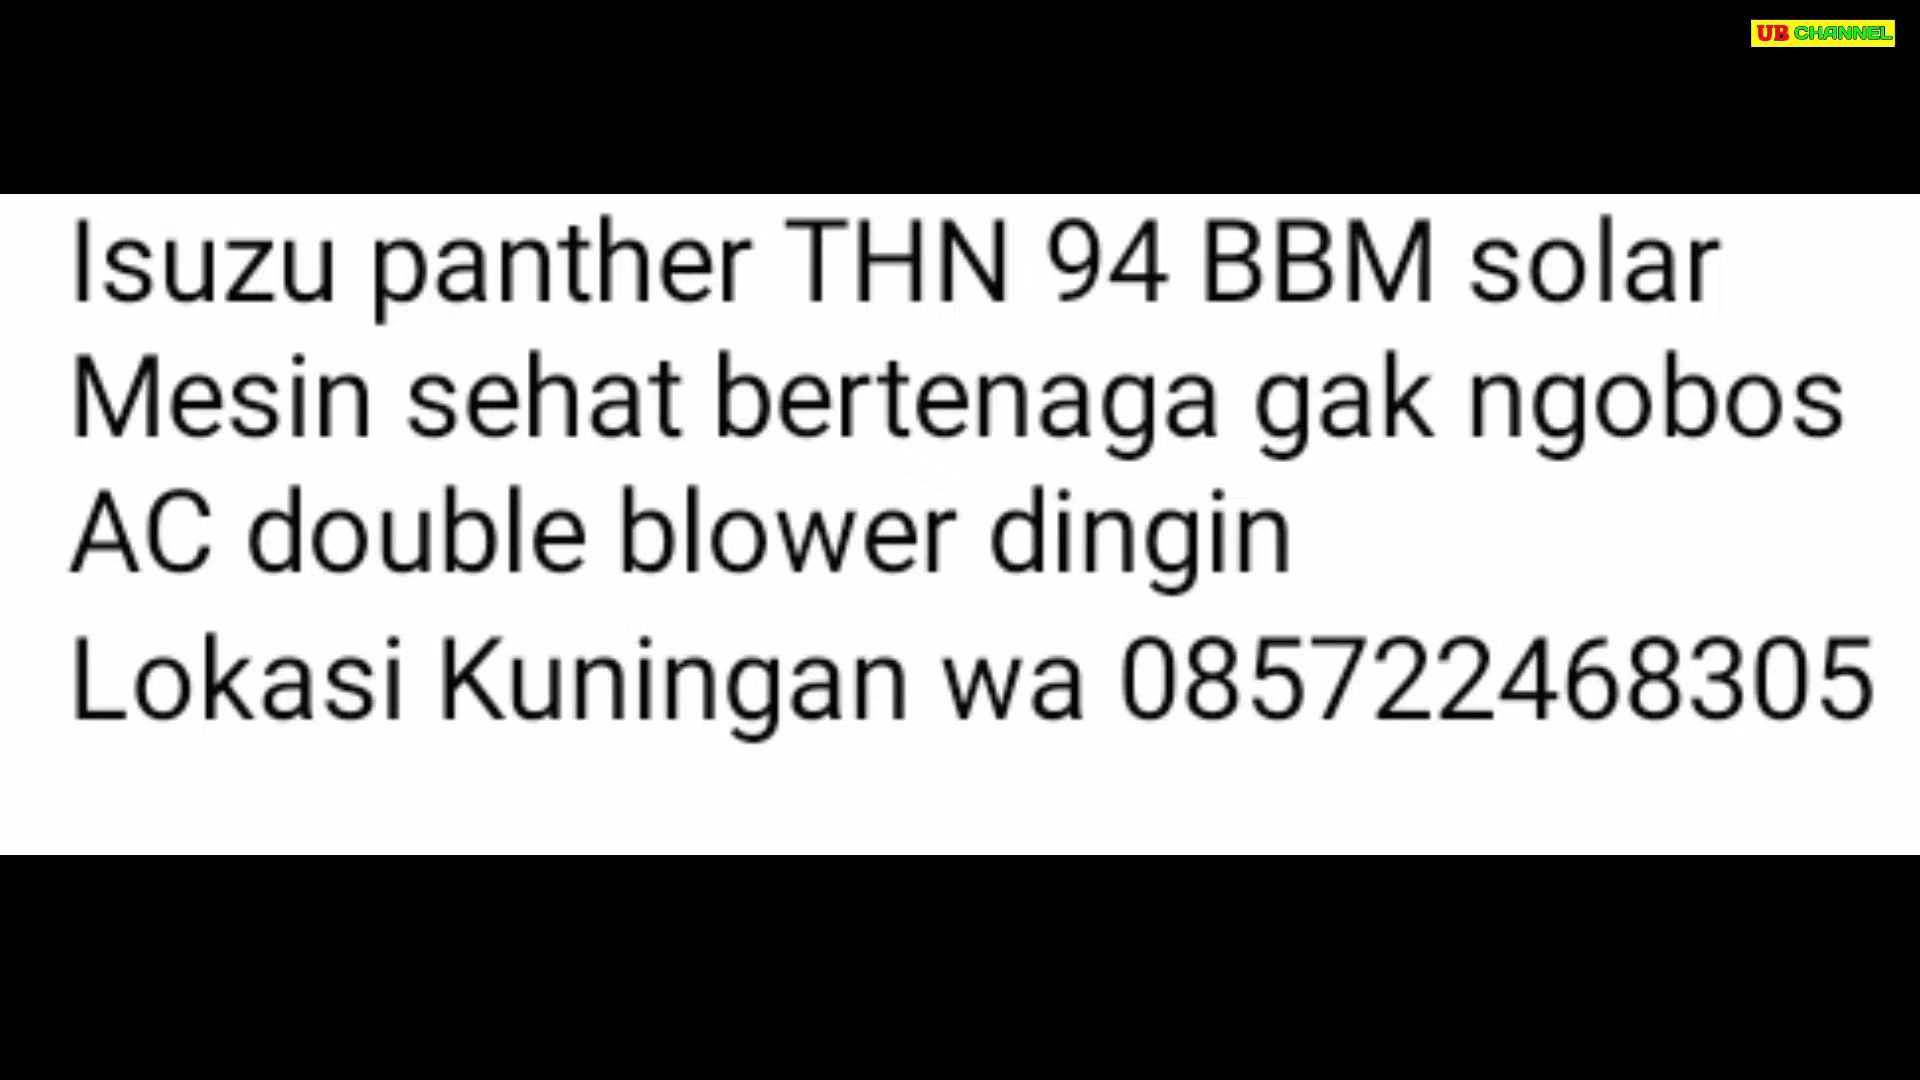 UB CHANNEL
Isuzu panther THN 94 BBM solar
Mesin sehat bertenaga gak ngobos
AC double blower dingin
Lokasi Kuningan wa 085722468305